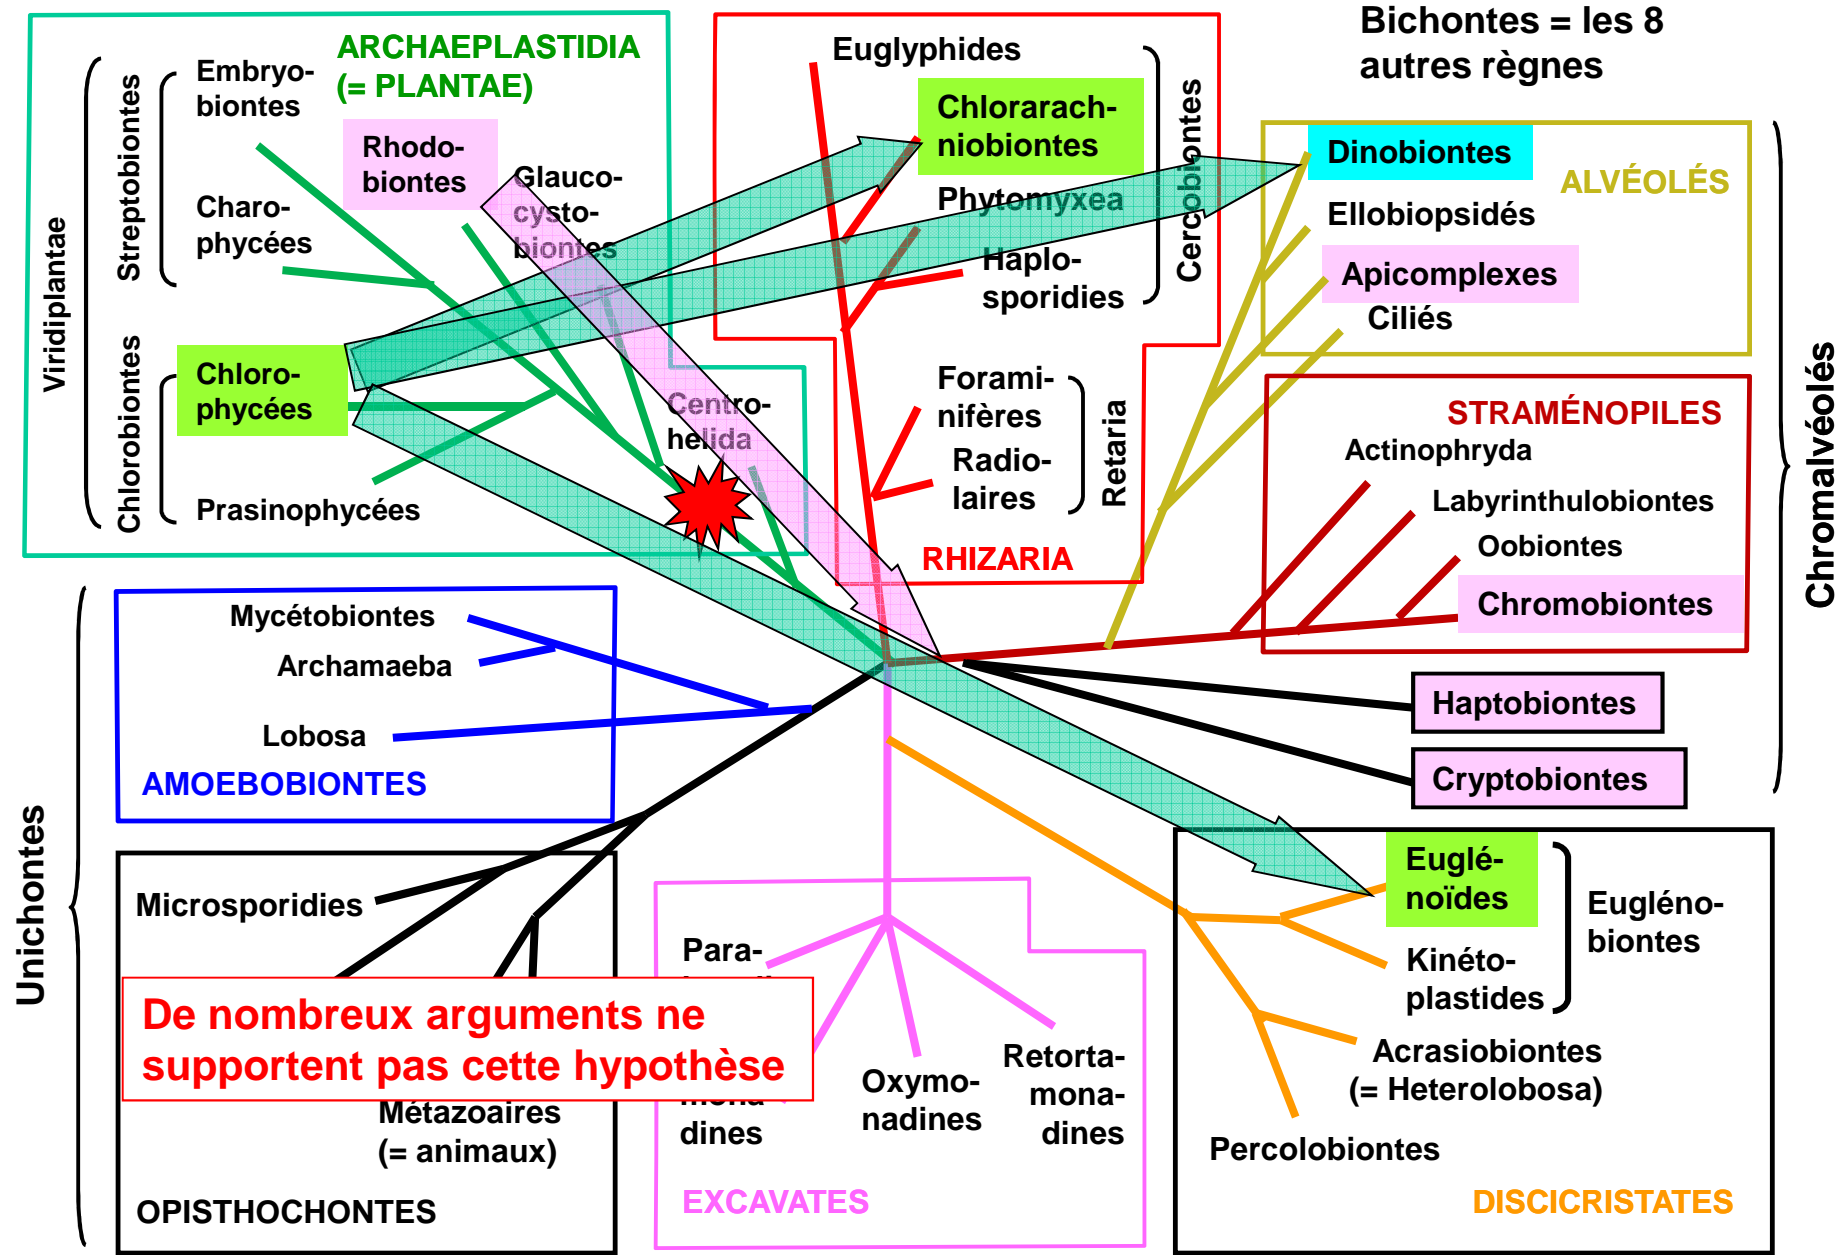 Bichontes = les 8
autres règnes
ARCHAEPLASTIDIA
(= PLANTAE)
Viridiplantae
Streptobiontes
Chlorobiontes
Embryo-
biontes
Charo-
phycées
Rhodo-
biontes
Glauco-
cysto-
biontes
Chloro-
phycées
Prasinophycées
Centro-
helida
Euglyphides
Chlorarach-
niobiontes
Phytomyxea
Haplo-
sporidies
Cercobiontes
Forami-
nifères
Radio-
laires
Retaria
RHIZARIA
Dinobiontes
ALVÉOLÉS
Ellobiopsidés
Apicomplexes
Ciliés
STRAMÉNOPILES
Actinophryda
Labyrinthulobiontes
Oobiontes
Chromobiontes
Haptobiontes
Cryptobiontes
Chromalvéolés
Unichontes
Mycétobiontes
Archamaeba
Lobosa
AMOEBOBIONTES
Microsporidies
De nombreux arguments ne
supportent pas cette hypothèse
Métazoaires
(= animaux)
OPISTHOCHONTES
Para-
mona
dines
Oxymo-
nadines
Retorta-
mona-
dines
EXCAVATES
Euglé-
noïdes
Kinéto-
plastides
Eugléno-
biontes
Acrasiobiontes
(= Heterolobosa)
Percolobiontes
DISCICRISTATES